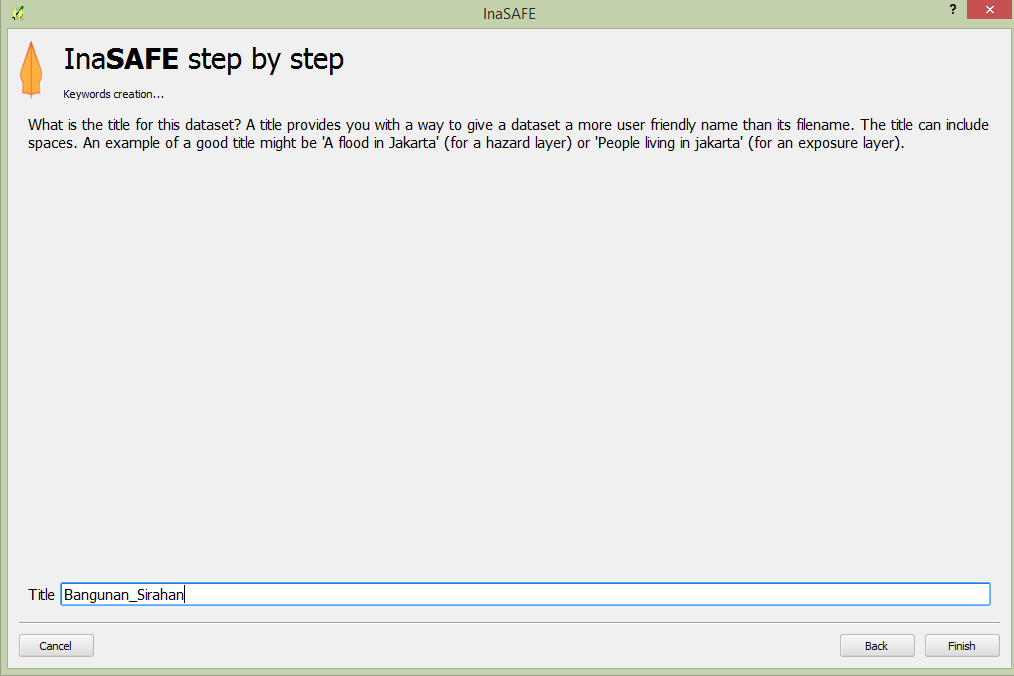 InaSAFE
?
InaSAFE step by step
Keywords creation...
What is the title for this dataset? A title provides you with a way to give a dataset a more user friendly name than its filename. The title can include
spaces. An example of a good title might be 'A flood in Jakarta' (for a hazard layer) or 'People living in jakarta' (for an exposure layer).
Title Bangunan_Sirahan
Cancel Back Finish